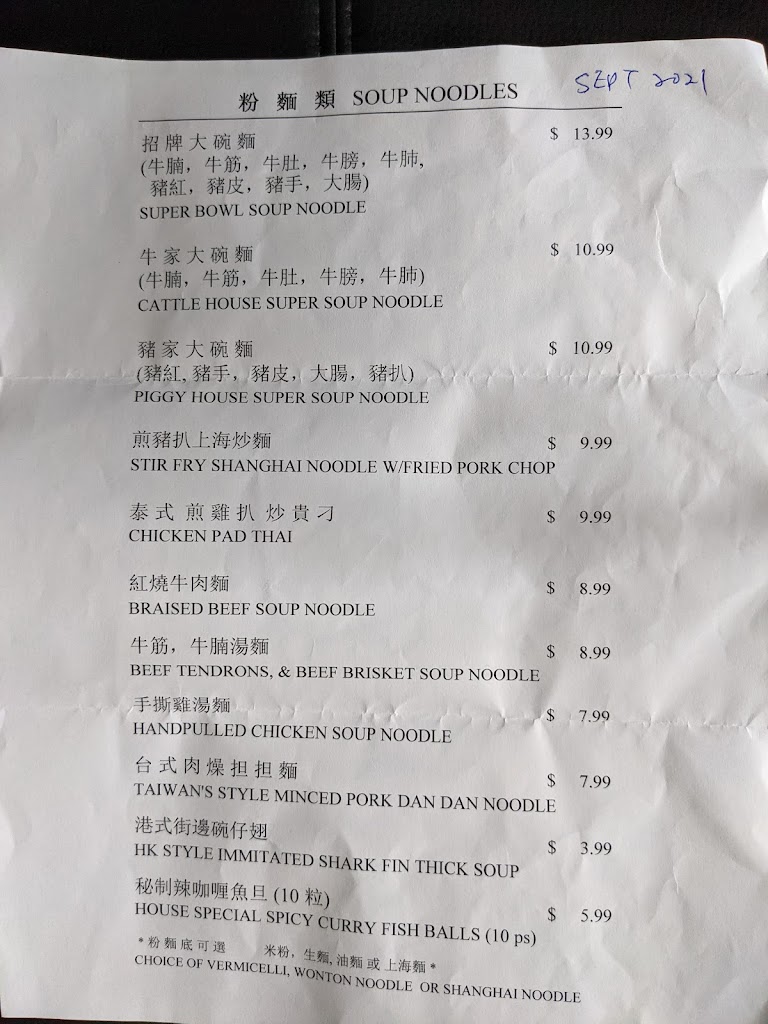 粉 麵 類 SOUP NOODLES SEPT 2021
招牌大碗麵 $ 13.99
(牛腩, 牛筋, 牛肚, 牛膀, 牛肺,
豬紅, 豬皮, 豬手, 大腸)
SUPER BOWL SOUP NOODLE
牛家大碗麵 $ 10.99
(牛腩, 牛筋, 牛肚, 牛膀, 牛肺)
CATTLE HOUSE SUPER SOUP NOODLE
豬家大碗麵 $ 10.99
(豬紅, 豬手, 豬皮, 大腸, 豬扒)
PIGGY HOUSE SUPER SOUP NOODLE
煎豬扒上海炒麵 $ 9.99
STIR FRY SHANGHAI NOODLE W/FRIED PORK CHOP
泰式 煎雞扒 炒貴刁 $ 9.99
CHICKEN PAD THAI
紅燒牛肉麵 $ 8.99
BRAISED BEEF SOUP NOODLE
牛筋, 牛腩湯麵 $ 8.99
BEEF TENDRONS, & BEEF BRISKET SOUP NOODLE
手撕雞湯麵 $ 7.99
HANDPULLED CHICKEN SOUP NOODLE
台式肉燥担担麵 $ 7.99
TAIWAN'S STYLE MINCED PORK DAN DAN NOODLE
港式街邊碗仔翅 $ 3.99
HK STYLE IMMITATED SHARK FIN THICK SOUP
秘制辣咖喱魚旦 (10 粒) $ 5.99
HOUSE SPECIAL SPICY CURRY FISH BALLS (10 ps)
*粉麵底可選 米粉, 生麵, 油麵 或 上海麵*
CHOICE OF VERMICELLI, WONTON NOODLE OR SHANGHAI NOODLE